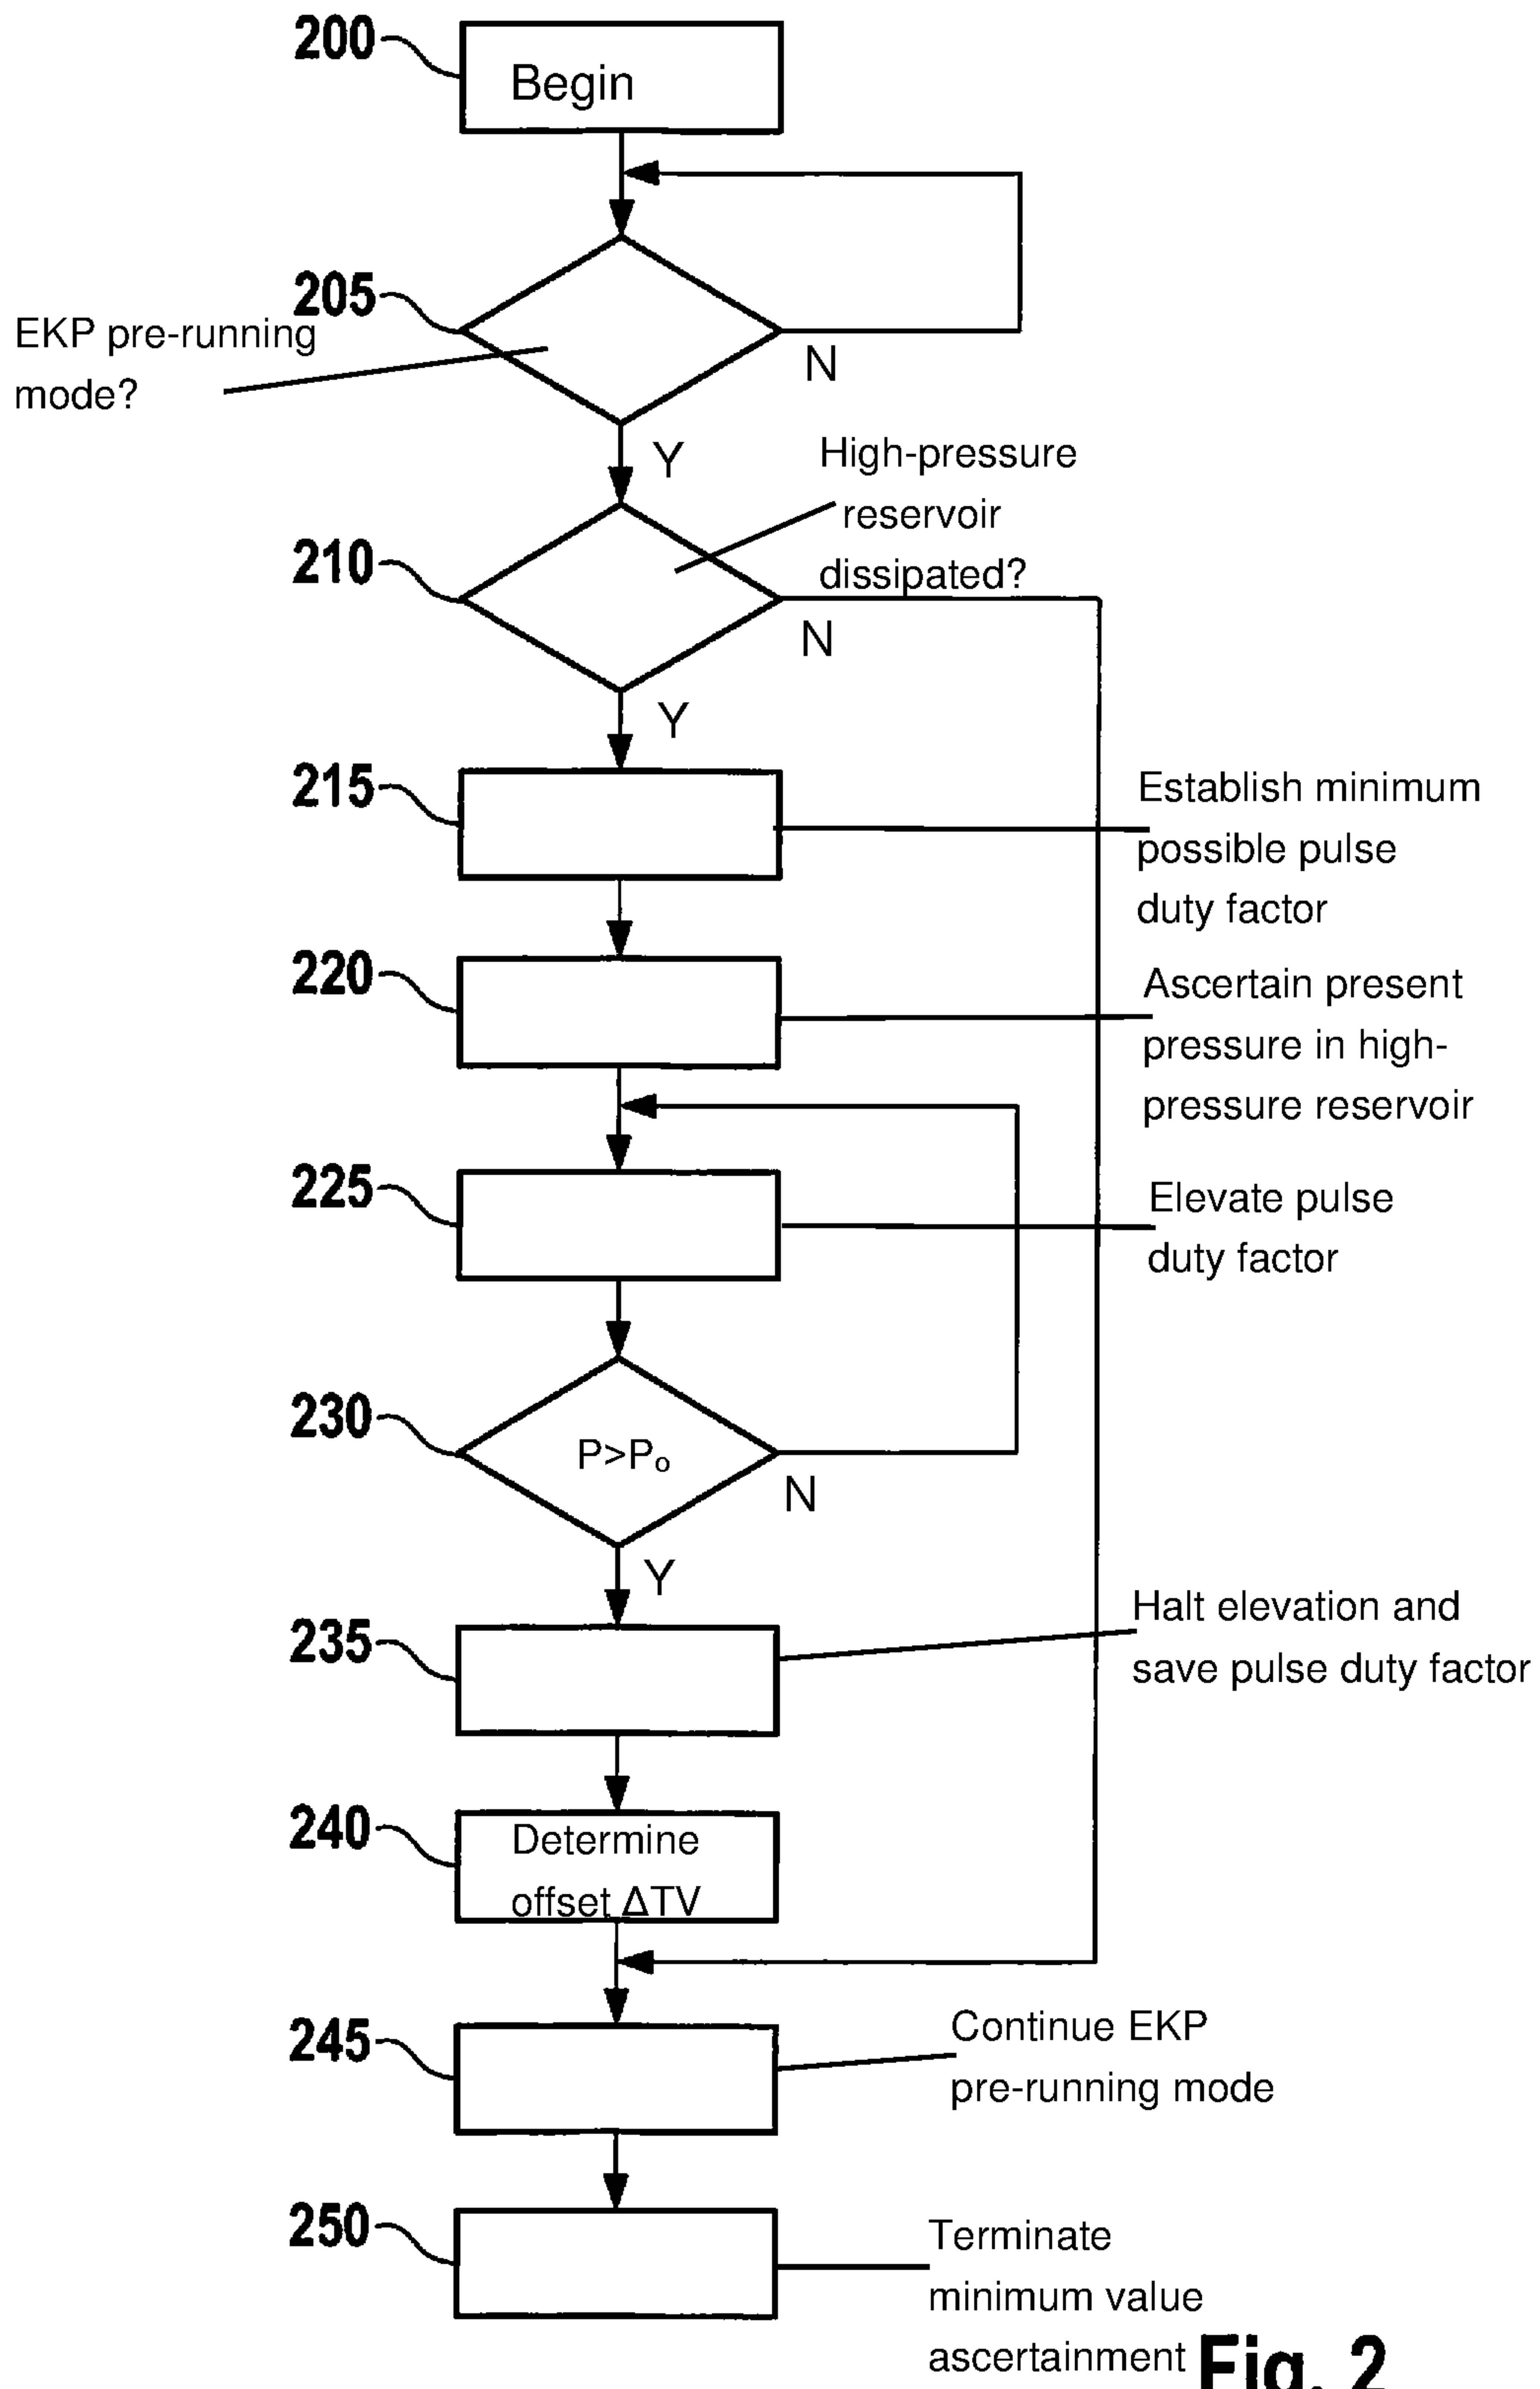 200
Begin
205
EKP pre-running
mode?
N
Y
High-pressure
reservoir
dissipated?
210
N
Y
215
Establish minimum
possible pulse
duty factor
220
Ascertain present
pressure in high-
pressure reservoir
225
Elevate pulse
duty factor
230
P>Po
N
Y
235
Halt elevation and
save pulse duty factor
240
Determine
offset ΔTV
245
Continue EKP
pre-running mode
250
Terminate
minimum value
ascertainment
Fig. 2